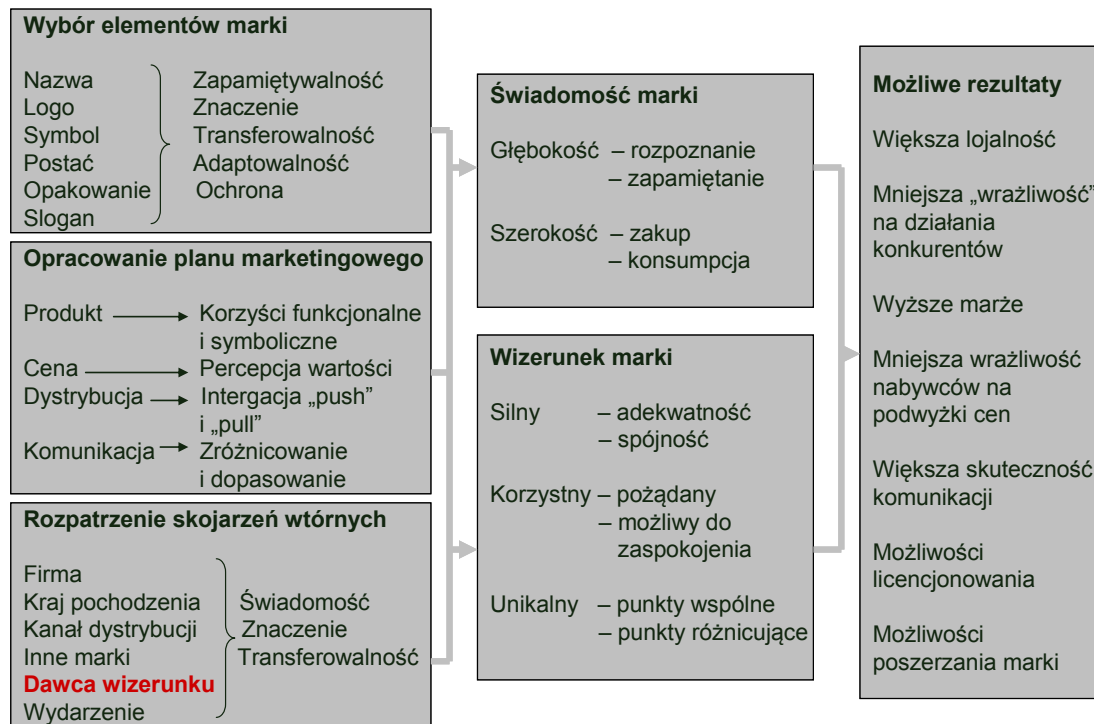 Wybór elementów marki
Nazwa Zapamiętywalność
Logo Znaczenie
Symbol Transferowalność
Postać Adaptowalność
Opakowanie Ochrona
Slogan
Opracowanie planu marketingowego
Produkt Korzyści funkcjonalne
i symboliczne
Cena Percepcja wartości
Dystrybucja Intergacja „push”
i „pull”
Komunikacja Zróżnicowanie
i dopasowanie
Rozpatrzenie skojarzeń wtórnych
Firma
Kraj pochodzenia Świadomość
Kanał dystrybucji Znaczenie
Inne marki Transferowalność
Dawca wizerunku
Wydarzenie
Świadomość marki
Głębokość – rozpoznanie
– zapamiętanie
Szerokość – zakup
– konsumpcja
Wizerunek marki
Silny – adekwatność
– spójność
Korzystny – pożądany
– możliwy do
zaspokojenia
Unikalny – punkty wspólne
– punkty różnicujące
Możliwe rezultaty
Większa lojalność
Mniejsza „wrażliwość”
na działania
konkurentów
Wyższe marże
Mniejsza wrażliwość
nabywców na
podwyżki cen
Większa skuteczność
komunikacji
Możliwości
licencjonowania
Możliwości
poszerzania marki